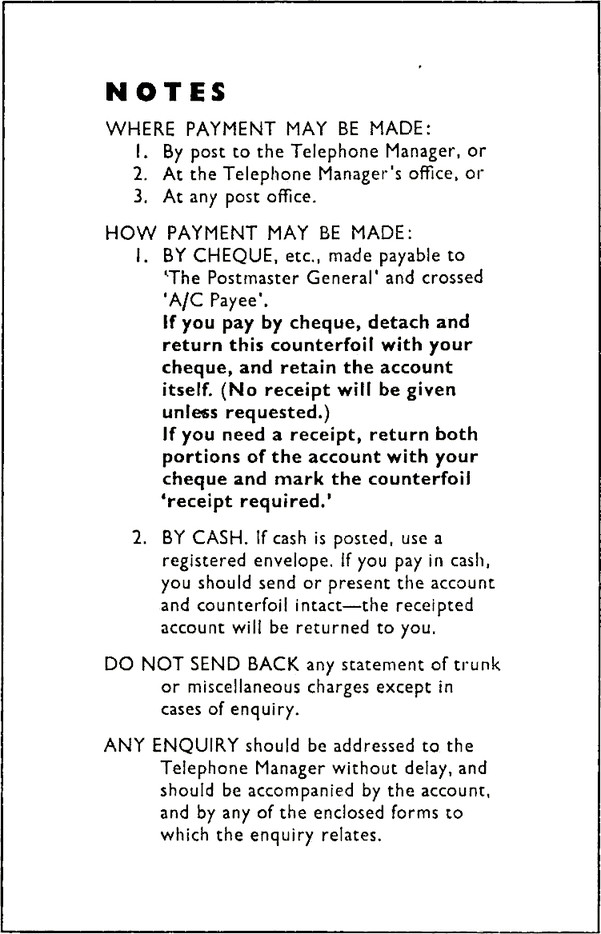 NOTES
WHERE PAYMENT MAY BE MADE:
1. By post to the Telephone Manager, or
2. At the Telephone Manager's office, or
3. At any post office.
HOW PAYMENT MAY BE MADE:
1. BY CHEQUE, etc., made payable to
'The Postmaster General' and crossed
'A/C Payee'.
If you pay by cheque, detach and
return this counterfoil with your
cheque, and retain the account
itself. (No receipt will be given
unless requested.)
If you need a receipt, return both
portions of the account with your
cheque and mark the counterfoil
'receipt required.'
2. BY CASH. If cash is posted, use a
registered envelope. If you pay in cash,
you should send or present the account
and counterfoil intact—the receipted
account will be returned to you.
DO NOT SEND BACK any statement of trunk
or miscellaneous charges except in
cases of enquiry.
ANY ENQUIRY should be addressed to the
Telephone Manager without delay, and
should be accompanied by the account,
and by any of the enclosed forms to
which the enquiry relates.